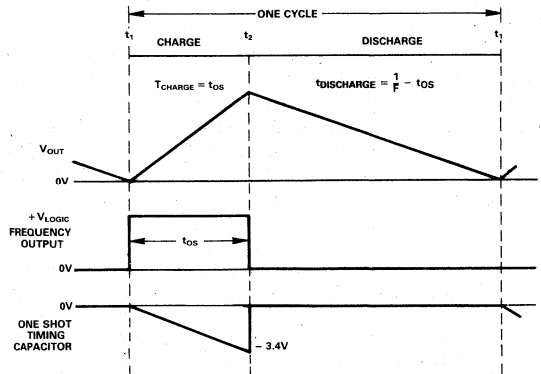 ONE CYCLE
t1 t2 t1
CHARGE DISCHARGE
TCHARGE = tOS tDISCHARGE = 1/F - tOS
VOUT
0V
+VLOGIC
FREQUENCY
OUTPUT
tOS
0V
0V
ONE SHOT
TIMING
CAPACITOR
- 3.4V